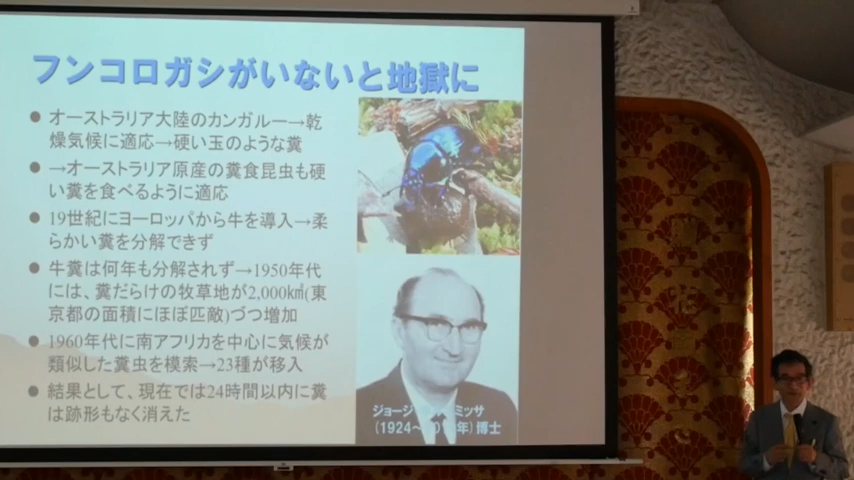 フンコロガシがいないと地獄に
● オーストラリア大陸のカンガルー→乾
燥気候に適応→硬い玉のような糞
● →オーストラリア原産の糞食昆虫も硬
い糞を食べるように適応
● 19世紀にヨーロッパから牛を導入→柔
らかい糞を分解できず
● 牛糞は何年も分解されず→1950年代
には、糞だらけの牧草地が2,000㎢(東
京都の面積にほぼ匹敵)づつ増加
● 1960年代に南アフリカを中心に気候が
類似した糞虫を模索→23種が移入
● 結果として、現在では24時間以内に糞
は跡形もなく消えた
ジョージ ミッサ
(1924~ 年)博士